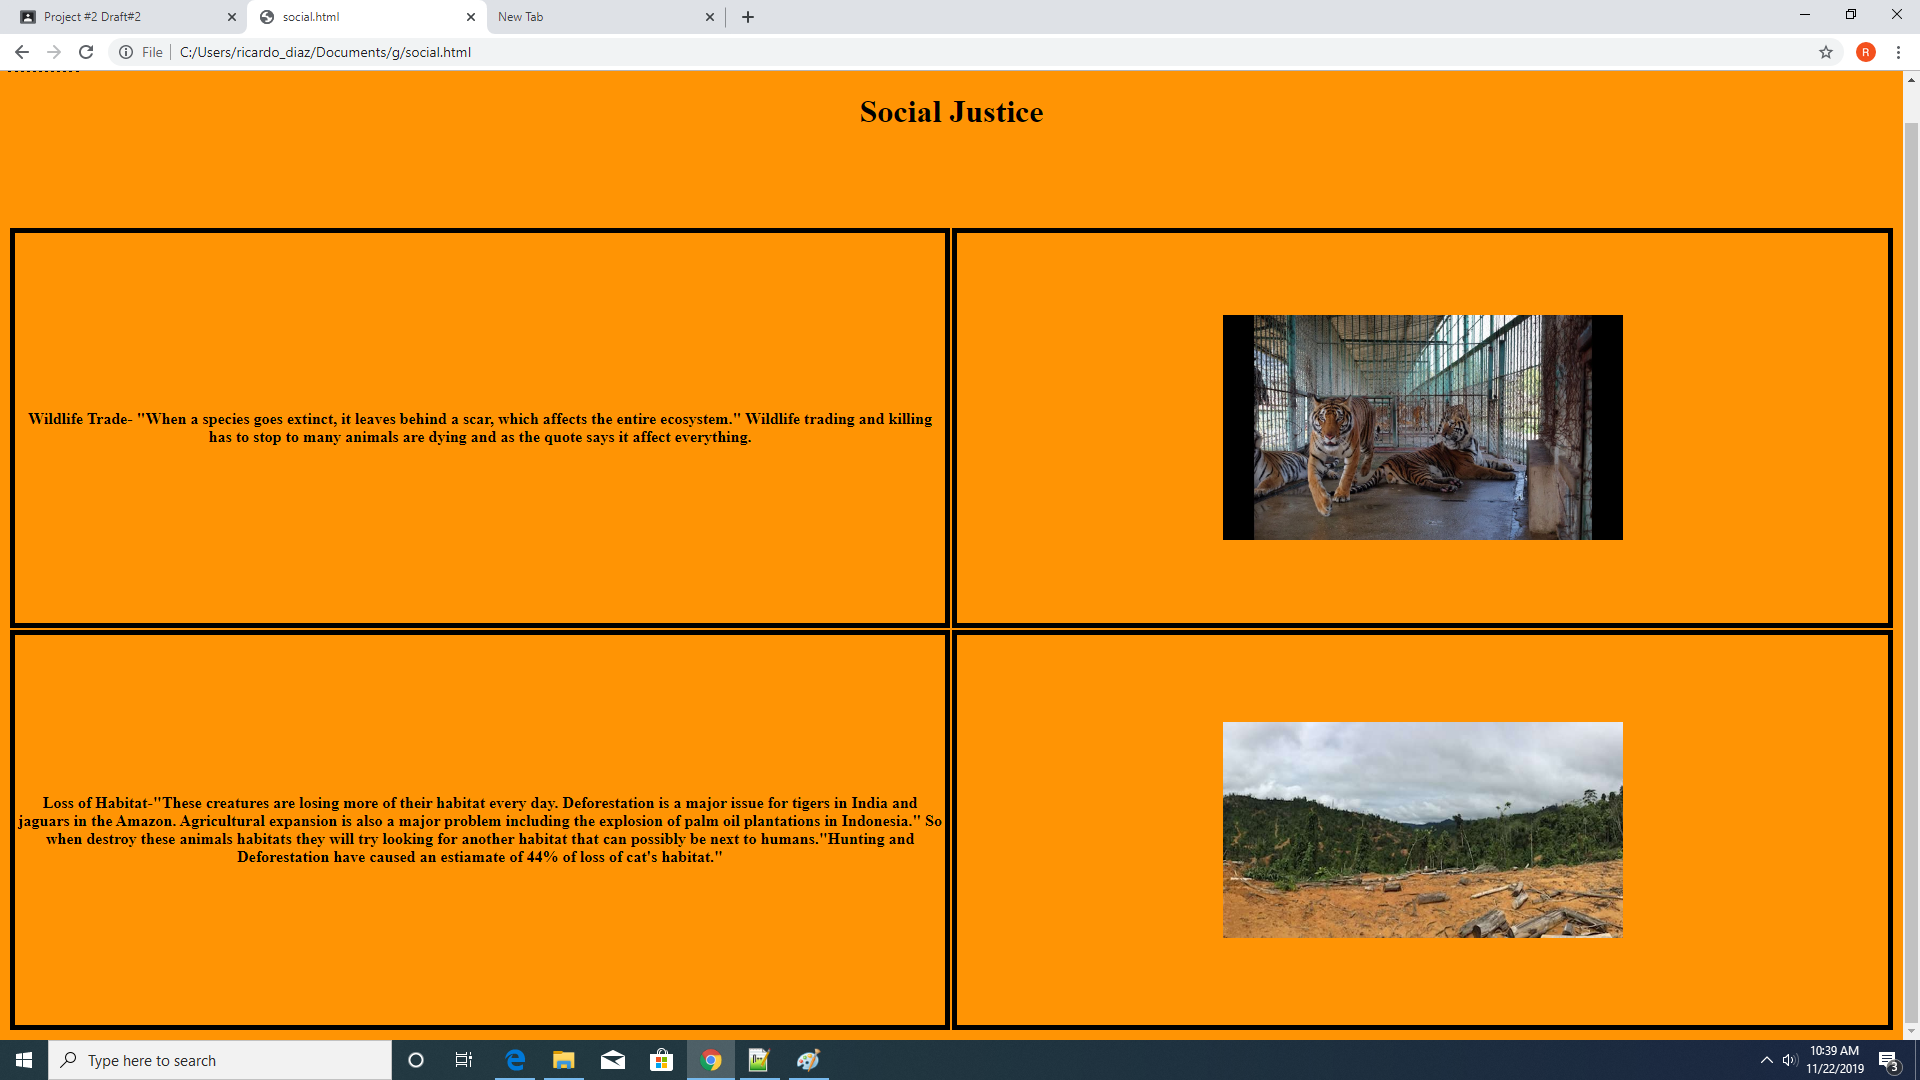 Project #2 Draft#2
social.html
New Tab
File
C:/Users/ricardo_diaz/Documents/g/social.html
R
Social Justice
Wildlife Trade- "When a species goes extinct, it leaves behind a scar, which affects the entire ecosystem." Wildlife trading and killing
has to stop to many animals are dying and as the quote says it affect everything.
Loss of Habitat-"These creatures are losing more of their habitat every day. Deforestation is a major issue for tigers in India and
jaguars in the Amazon. Agricultural expansion is also a major problem including the explosion of palm oil plantations in Indonesia." So
when destroy these animals habitats they will try looking for another habitat that can possibly be next to humans."Hunting and
Deforestation have caused an estiamate of 44% of loss of cat's habitat."
Type here to search
10:39 AM
11/22/2019
3